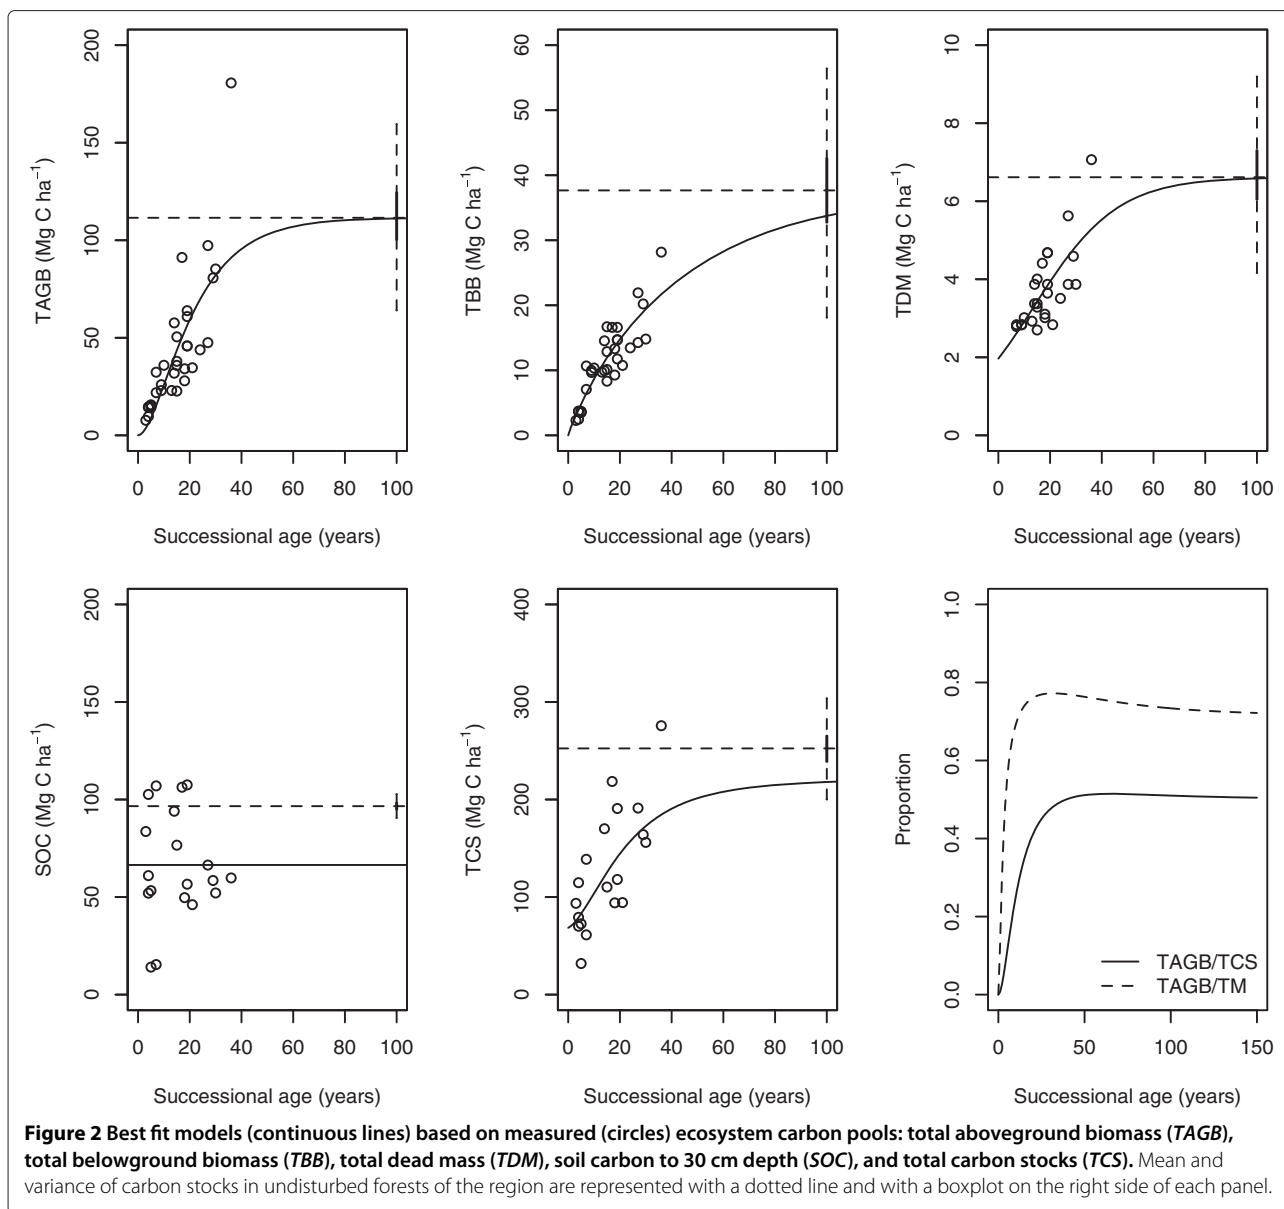 200
150
100
50
0
TAGB (Mg C ha−1)
0 20 40 60 80 100
Successional age (years)
60
50
40
30
20
10
0
TBB (Mg C ha−1)
0 20 40 60 80 100
Successional age (years)
10
8
6
4
2
0
TDM (Mg C ha−1)
0 20 40 60 80 100
Successional age (years)
200
150
100
50
0
SOC (Mg C ha−1)
0 20 40 60 80 100
Successional age (years)
400
300
200
100
0
TCS (Mg C ha−1)
0 20 40 60 80 100
Successional age (years)
1.0
0.8
0.6
0.4
0.2
0.0
Proportion
TAGB/TCS
TAGB/TM
0 50 100 150
Successional age (years)
Figure 2 Best fit models (continuous lines) based on measured (circles) ecosystem carbon pools: total aboveground biomass (TAGB),
total belowground biomass (TBB), total dead mass (TDM), soil carbon to 30 cm depth (SOC), and total carbon stocks (TCS). Mean and
variance of carbon stocks in undisturbed forests of the region are represented with a dotted line and with a boxplot on the right side of each panel.